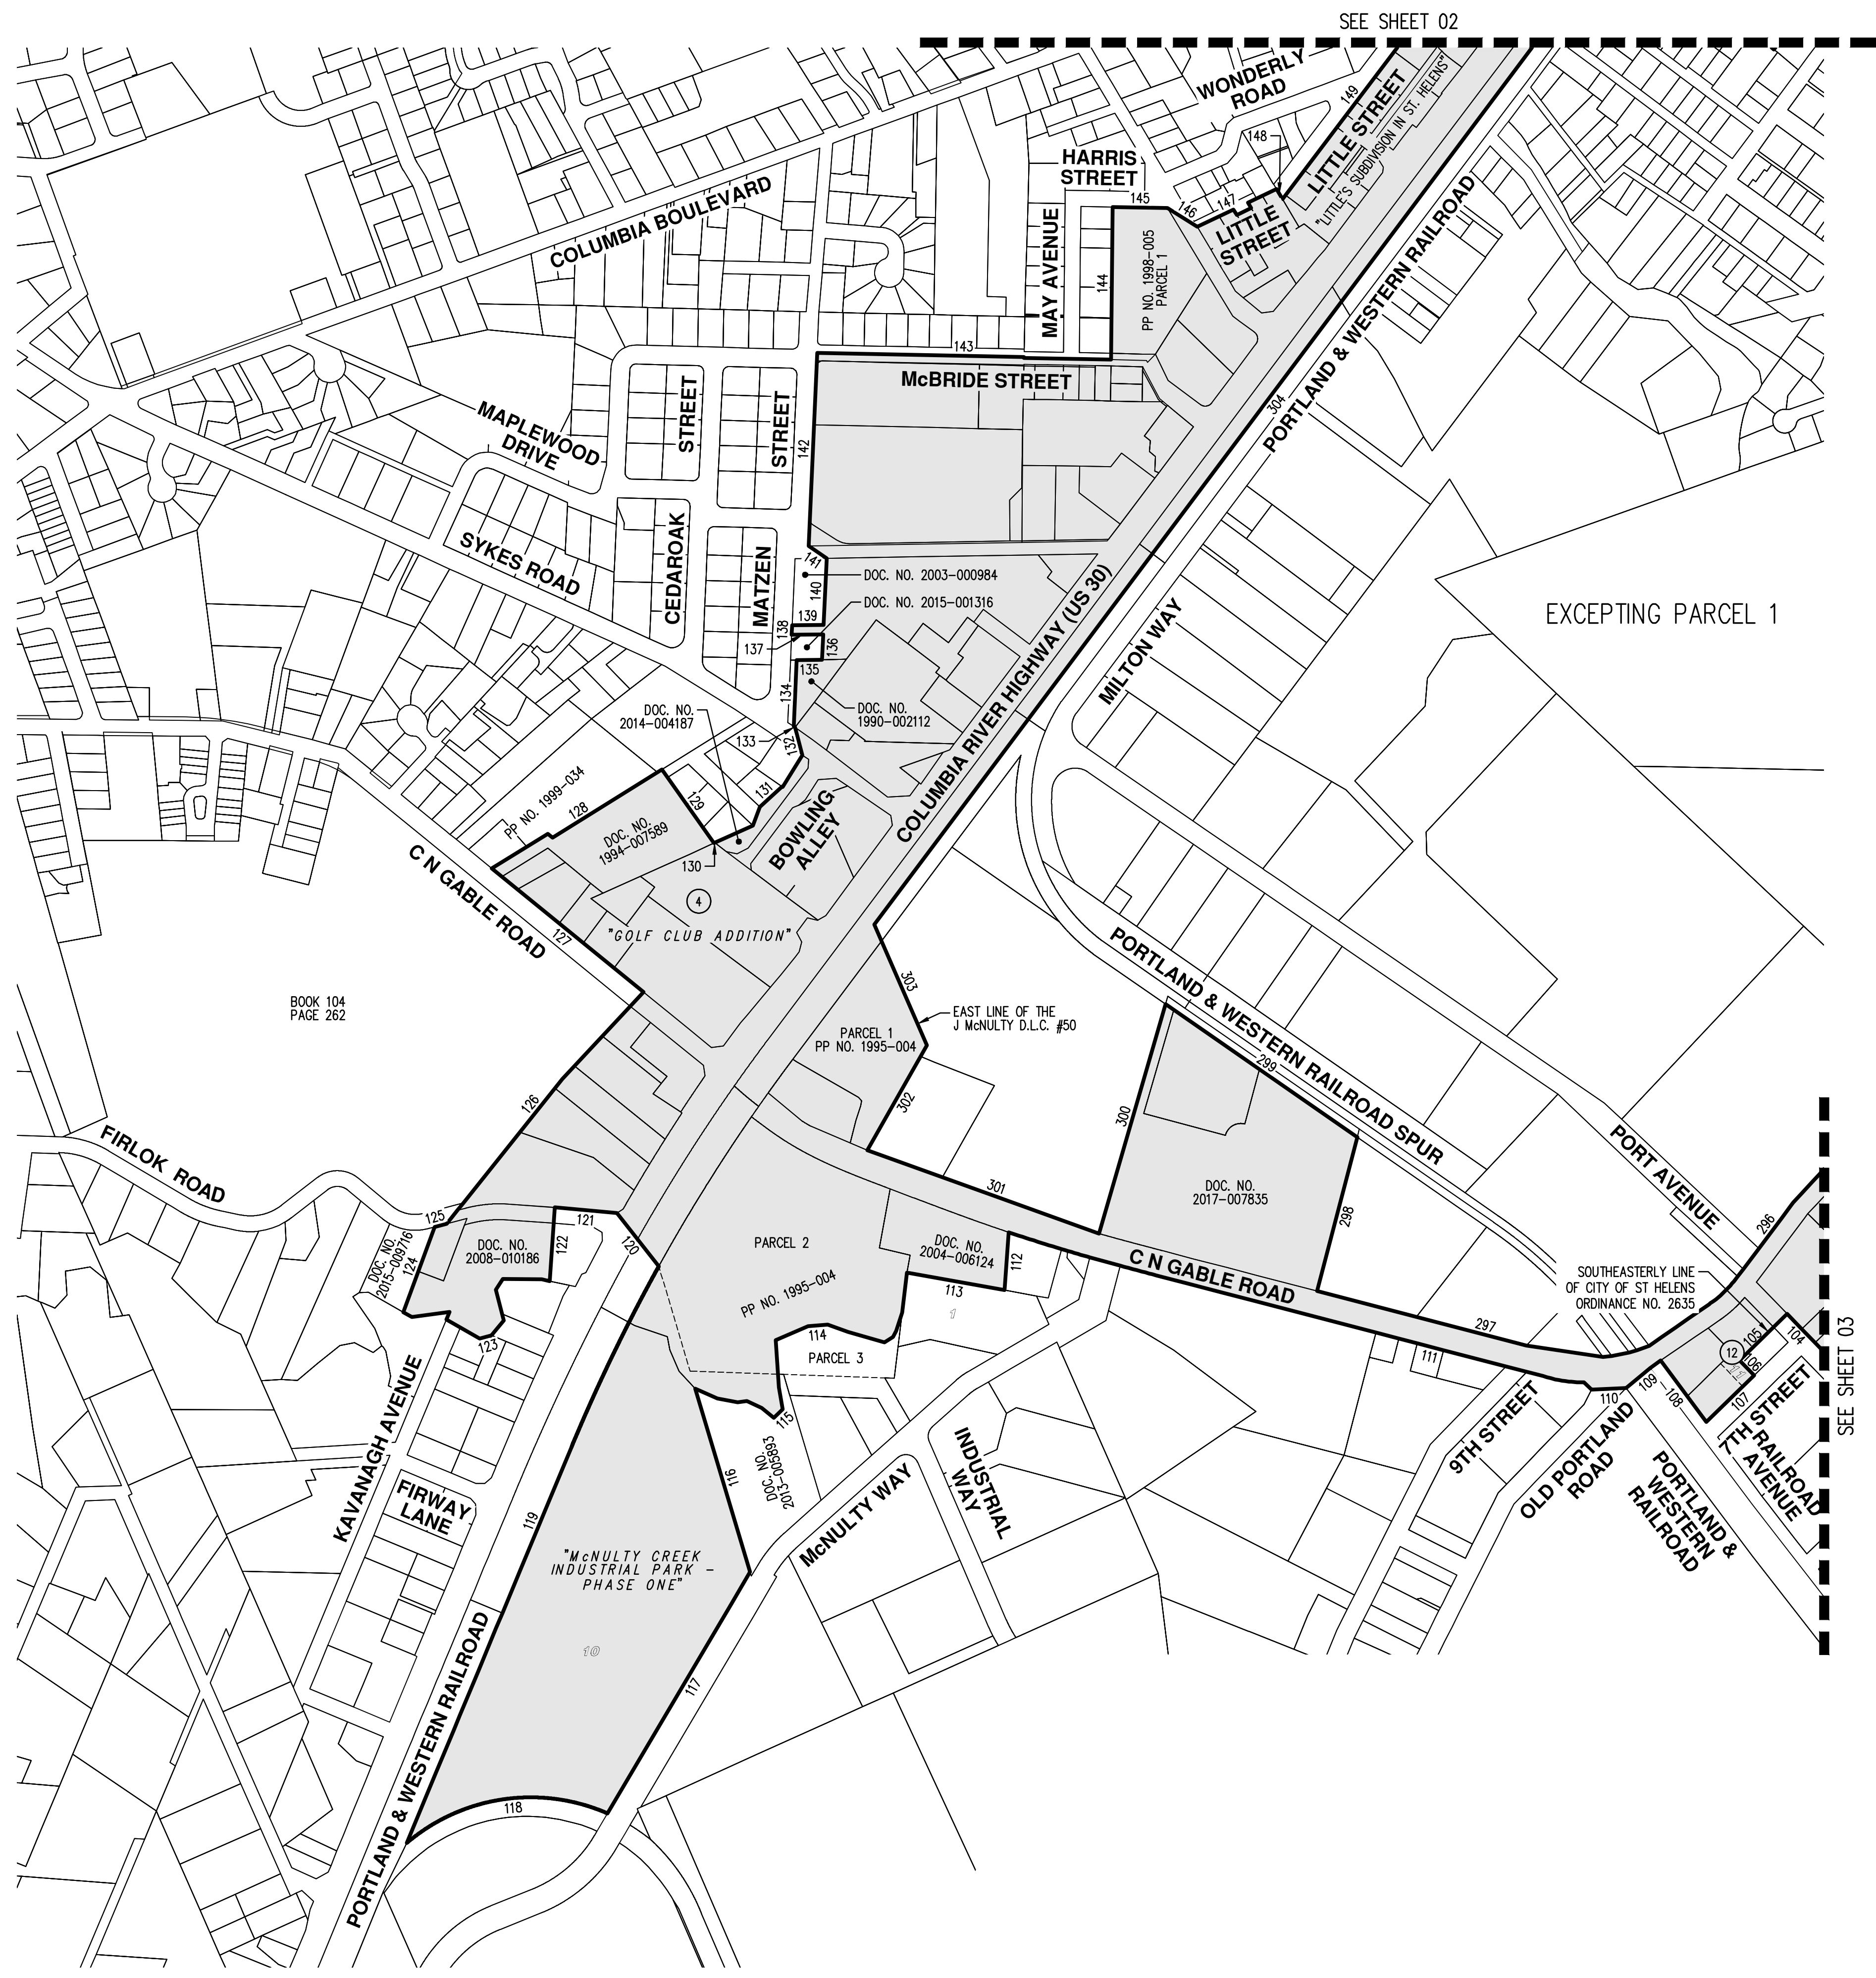 SEE SHEET 02
WONDERLY
ROAD
149
LITTLE STREET
"LITTLE'S SUBDIVISION IN ST. HELENS"
148
HARRIS
STREET
145
146
147
LITTLE
STREET
COLUMBIA BOULEVARD
MAY AVENUE
144
PP NO. 1998-005
PARCEL 1
PORTLAND & WESTERN RAILROAD
304
143
McBRIDE STREET
MAPLEWOOD
DRIVE
STREET
STREET
142
SYKES ROAD
CEDAROAK
MATZEN
141
DOC. NO. 2003-000984
140
DOC. NO. 2015-001316
139
138
137
136
135
134
DOC. NO.
1990-002112
COLUMBIA RIVER HIGHWAY (US 30)
MILTON WAY
EXCEPTING PARCEL 1
DOC. NO.
2014-004187
133
132
131
PP NO. 1999-034
128
129
DOC. NO.
1994-007589
130
BOWLING
ALLEY
C N GABLE ROAD
127
4
"GOLF CLUB ADDITION"
BOOK 104
PAGE 262
303
EAST LINE OF THE
J McNULTY D.L.C. #50
PARCEL 1
PP NO. 1995-004
302
PORTLAND & WESTERN RAILROAD SPUR
299
300
126
FIRLOK ROAD
PORT AVENUE
301
DOC. NO.
2017-007835
298
296
125
121
DOC. NO.
2015-009716
124
DOC. NO.
2008-010186
122
120
PARCEL 2
DOC. NO.
2004-006124
112
C N GABLE ROAD
SOUTHEASTERLY LINE
OF CITY OF ST HELENS
ORDINANCE NO. 2635
PP NO. 1995-004
113
1
297
123
114
PARCEL 3
111
12
105
104
106
11
107
108
109
110
SEE SHEET 03
KAVANAGH AVENUE
115
116
DOC. NO.
2013-005893
INDUSTRIAL
WAY
9TH STREET
OLD PORTLAND
ROAD
7TH STREET
RAILROAD
AVENUE
PORTLAND &
WESTERN
RAILROAD
FIRWAY
LANE
119
McNULTY WAY
"McNULTY CREEK
INDUSTRIAL PARK -
PHASE ONE"
10
117
PORTLAND & WESTERN RAILROAD
118